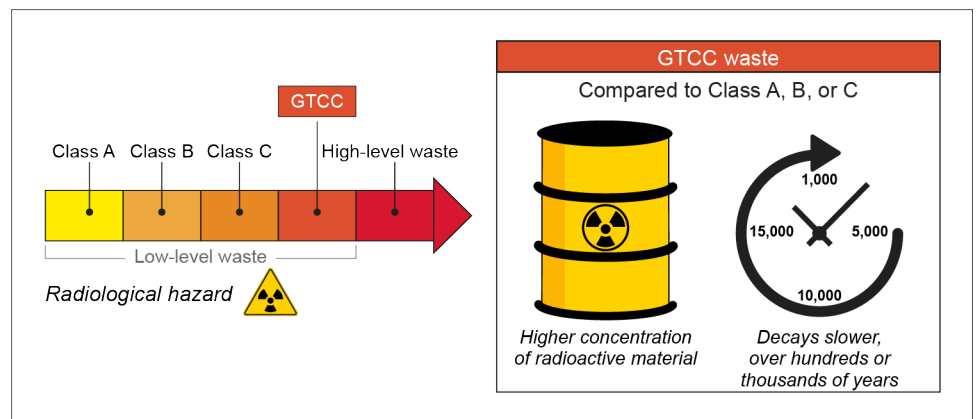 GTCC
Class A
Class B
Class C
High-level waste
Low-level waste
Radiological hazard
GTCC waste
Compared to Class A, B, or C
1,000
15,000
5,000
10,000
Higher concentration
of radioactive material
Decays slower,
over hundreds or
thousands of years